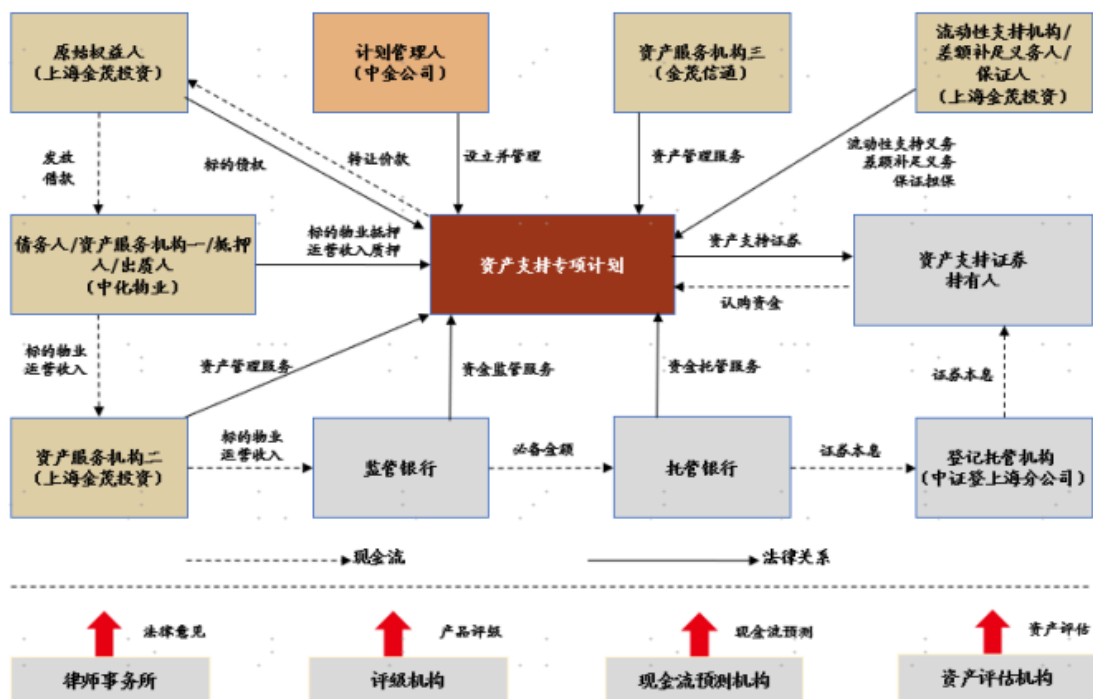 原始权益人
（上海金茂投资）
计划管理人
（中金公司）
资产服务机构三
（金茂信通）
流动性支持机构/
差额补足义务人/
保证人
（上海金茂投资）
发放
借款
标的债权
转让价款
设立并管理
资产管理服务
流动性支持义务
差额补足义务
保证担保
债务人/资产服务机构一/抵押
人/出质人
（中化物业）
标的物业抵押
运营收入质押
资产支持专项计划
资产支持证券
认购资金
资产支持证券
持有人
标的物业
运营收入
资产管理服务
资金监管服务
资金托管服务
证券本息
资产服务机构二
（上海金茂投资）
标的物业
运营收入
监管银行
必备金额
托管银行
证券本息
登记托管机构
（中证登上海分公司）
现金流
法律关系
法律意见
产品评级
现金流预测
资产评估
律师事务所
评级机构
现金流预测机构
资产评估机构